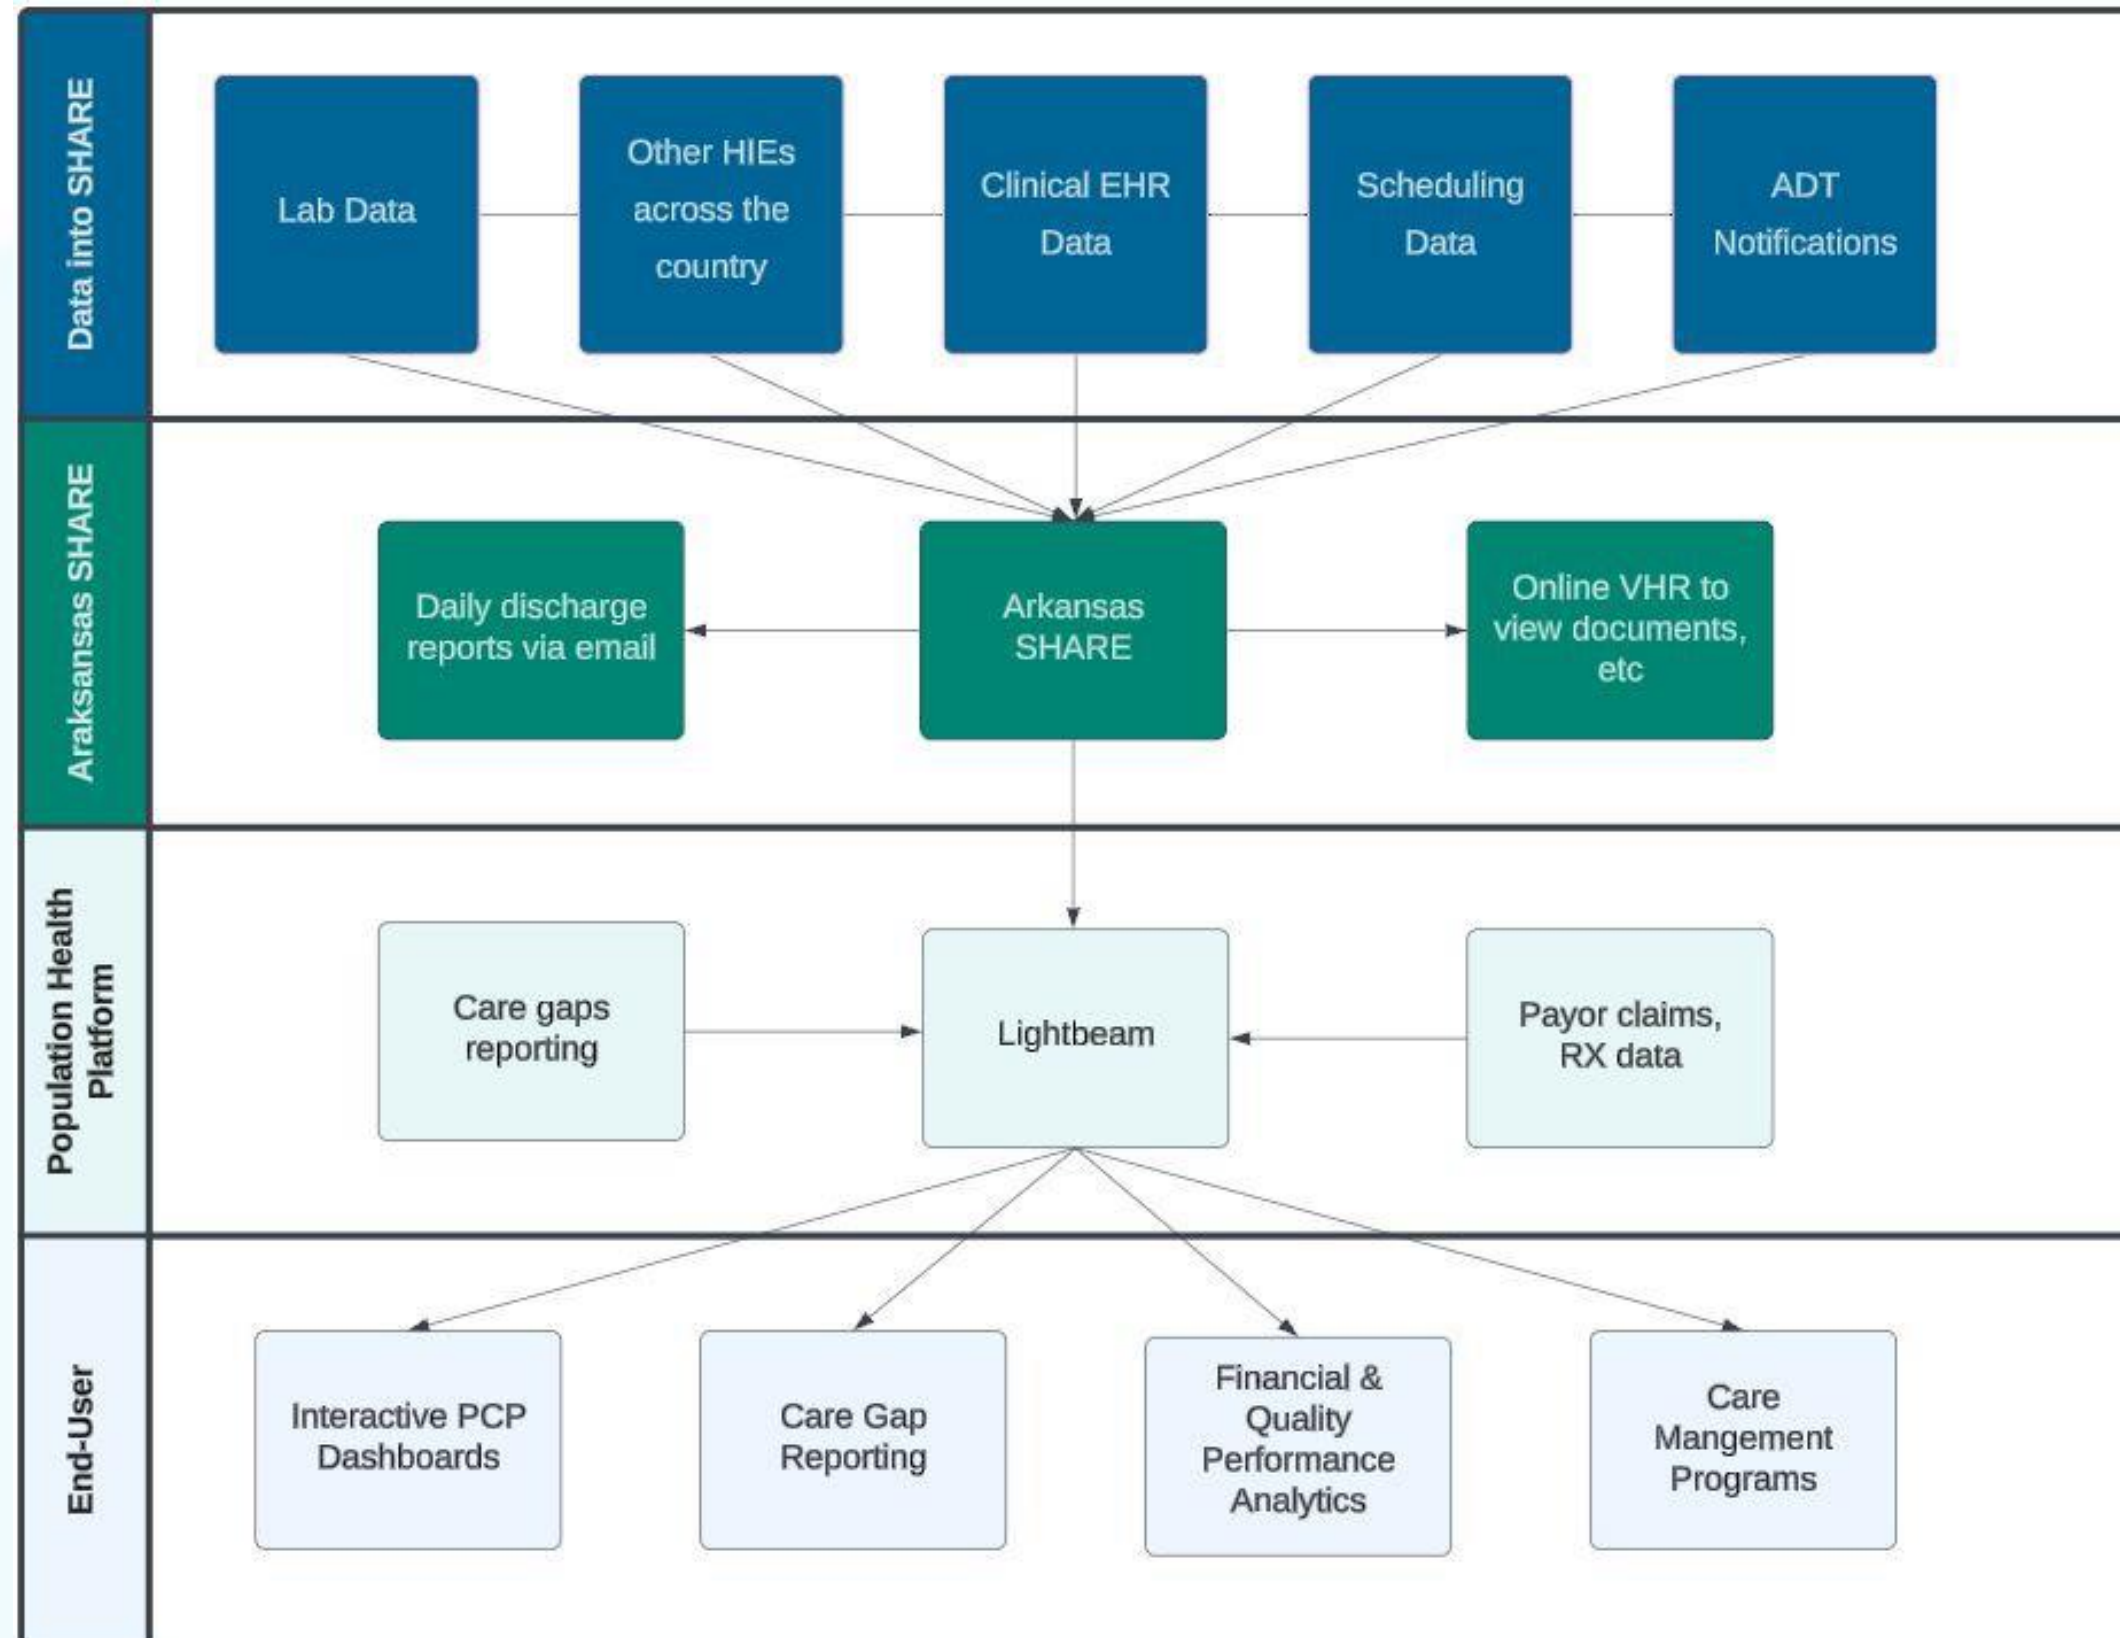 Data into SHARE
Lab Data
Other HIEs
across the
country
Clinical EHR
Data
Scheduling
Data
ADT
Notifications
Araksansas SHARE
Daily discharge
reports via email
Arkansas
SHARE
Online VHR to
view documents,
etc
Population Health
Platform
Care gaps
reporting
Lightbeam
Payor claims,
RX data
End-User
Interactive PCP
Dashboards
Care Gap
Reporting
Financial &
Quality
Performance
Analytics
Care
Mangement
Programs